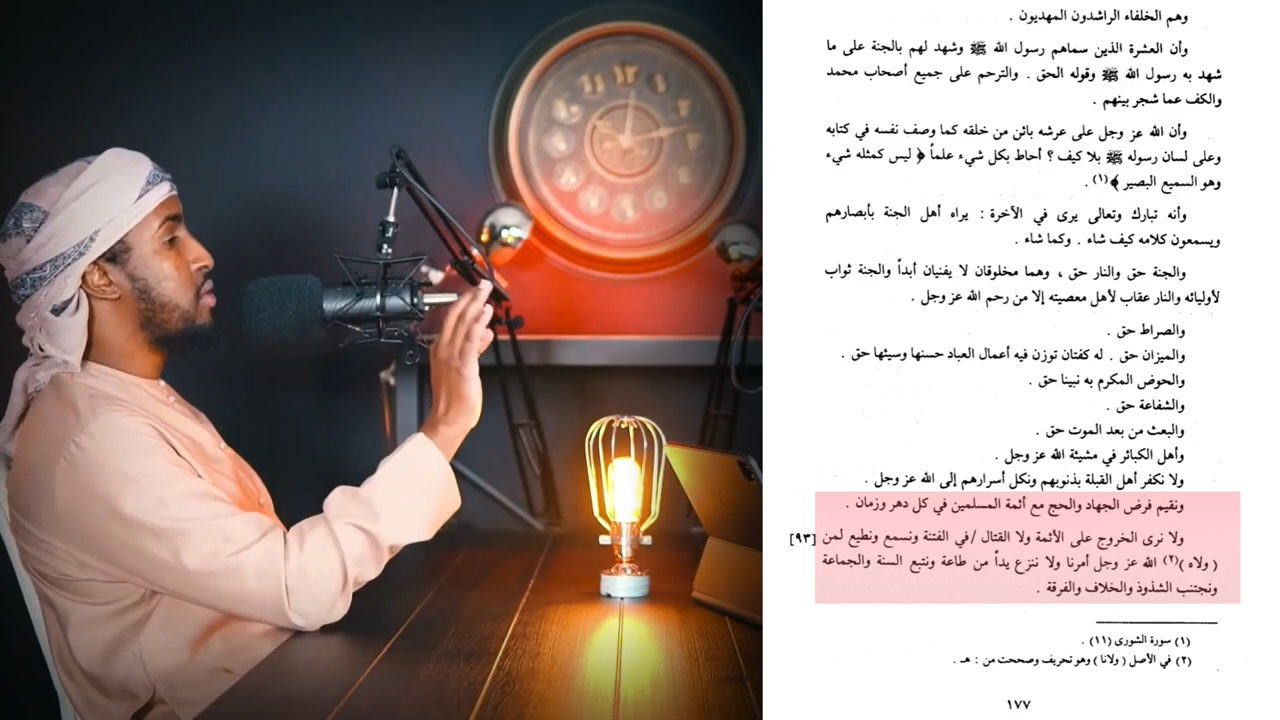 وهم الخلفاء الراشدون المهديون .
وأن العشرة الذين سماهم رسول الله ﷺ وشهد لهم بالجنة على ما
شهد به رسول الله ﷺ وقوله الحق . والترحم على جميع أصحاب محمد
والكف عما شجر بينهم .
وأن الله عز وجل على عرشه بائن من خلقه كما وصف نفسه في كتابه
وعلى لسان رسوله ﷺ بلا كيف ؟ أحاط بكل شيء علماً ﴿ ليس كمثله شيء
وهو السميع البصير ﴾(١) .
وأنه تبارك وتعالى يرى في الآخرة : يراه أهل الجنة بأبصارهم
ويسمعون كلامه كيف شاء . وكما شاء .
والجنة حق والنار حق ، وهما مخلوقان لا يفنيان أبداً والجنة ثواب
لأوليائه والنار عقاب لأهل معصيته إلا من رحم الله عز وجل .
والصراط حق .
والميزان حق . له كفتان توزن فيه أعمال العباد حسنها وسيئها حق .
والحوض المكرم به نبينا حق .
والشفاعة حق .
والبعث من بعد الموت حق .
وأهل الكبائر في مشيئة الله عز وجل .
ولا نكفر أهل القبلة بذنوبهم ونكل أسرارهم إلى الله عز وجل .
ونقيم فرض الجهاد والحج مع أئمة المسلمين في كل دهر وزمان .
ولا نرى الخروج على الأئمة ولا القتال /في الفتنة ونسمع ونطيع لمن [٩٣]
( ولاه )(٢) الله عز وجل أمرنا ولا ننزع يداً من طاعة ونتبع السنة والجماعة
ونجتنب الشذوذ والخلاف والفرقة .
(١) سورة الشورى (١١) .
(٢) في الأصل ( ولانا ) وهو تحريف وصححت من : هـ .
١٧٧